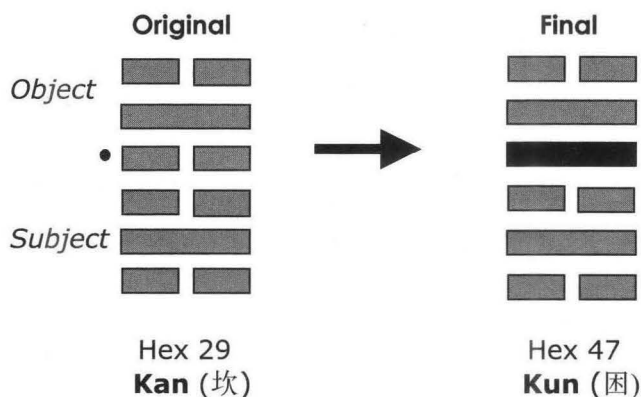 Original
Final
Object
Subject
Hex 29
Kan (坎)
Hex 47
Kun (困)